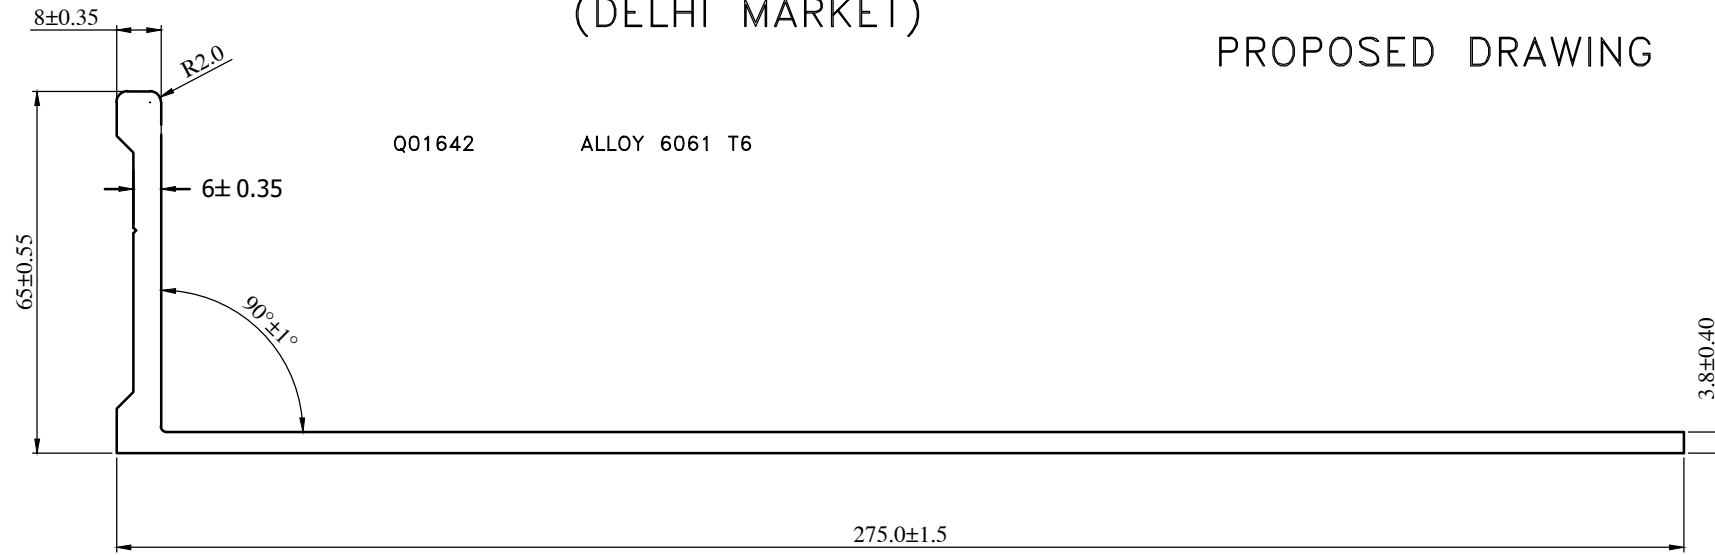 (DELHI MARKET)
PROPOSED DRAWING
8±0.35
R2.0
Q01642 ALLOY 6061 T6
6±0.35
65±0.55
90°±1°
3.8±0.40
275.0±1.5